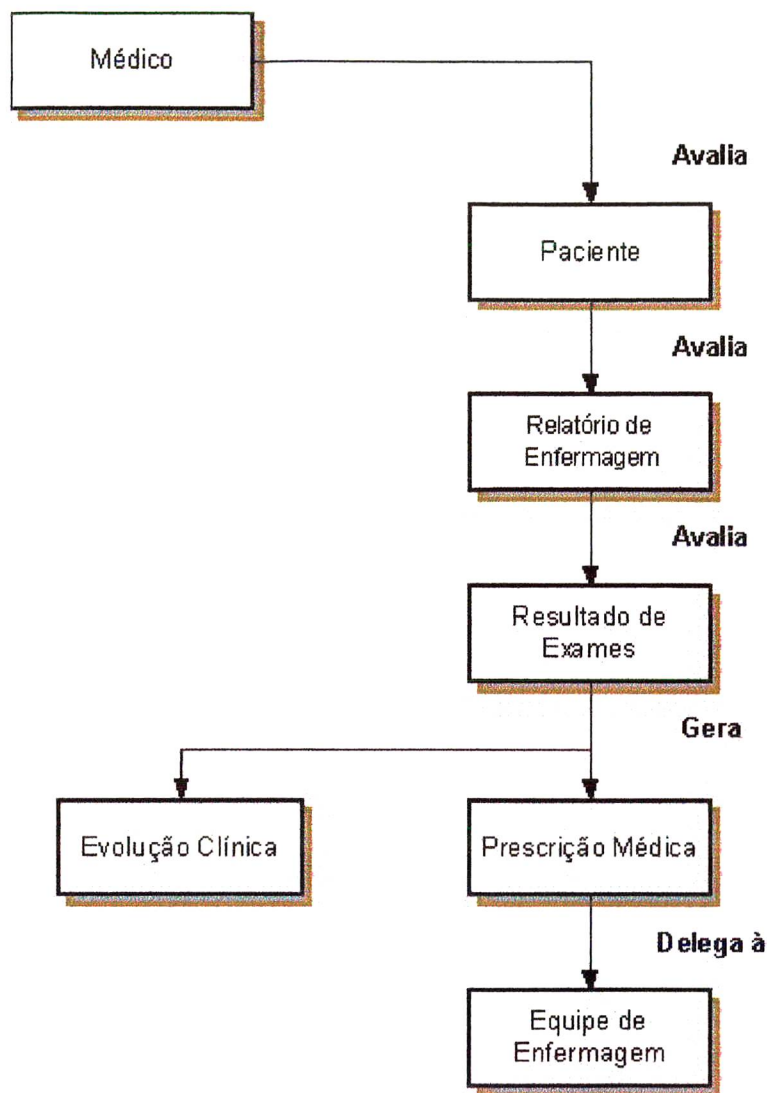 Médico
Avalia
Paciente
Avalia
Relatório de
Enfermagem
Avalia
Resultado de
Exames
Gera
Evolução Clínica
Prescrição Médica
Delega à
Equipe de
Enfermagem